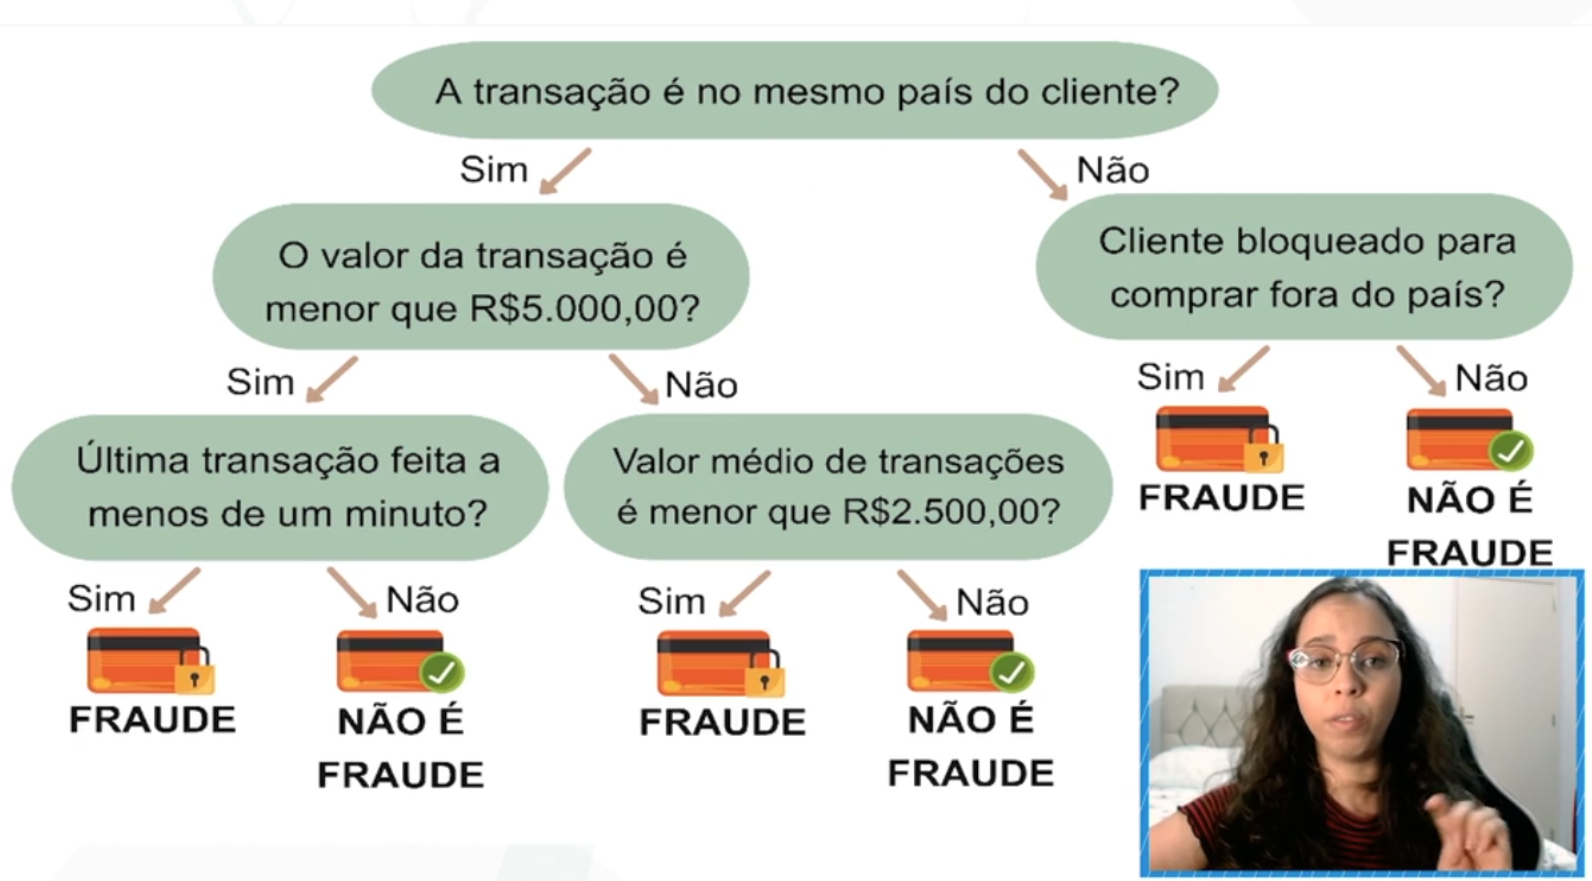 A transação é no mesmo país do cliente?
Sim
Não
O valor da transação é
menor que R$5.000,00?
Cliente bloqueado para
comprar fora do país?
Sim
Não
Sim
Não
Última transação feita a
menos de um minuto?
Valor médio de transações
é menor que R$2.500,00?
FRAUDE
NÃO É
FRAUDE
Sim
Não
Sim
Não
FRAUDE
NÃO É
FRAUDE
FRAUDE
NÃO É
FRAUDE